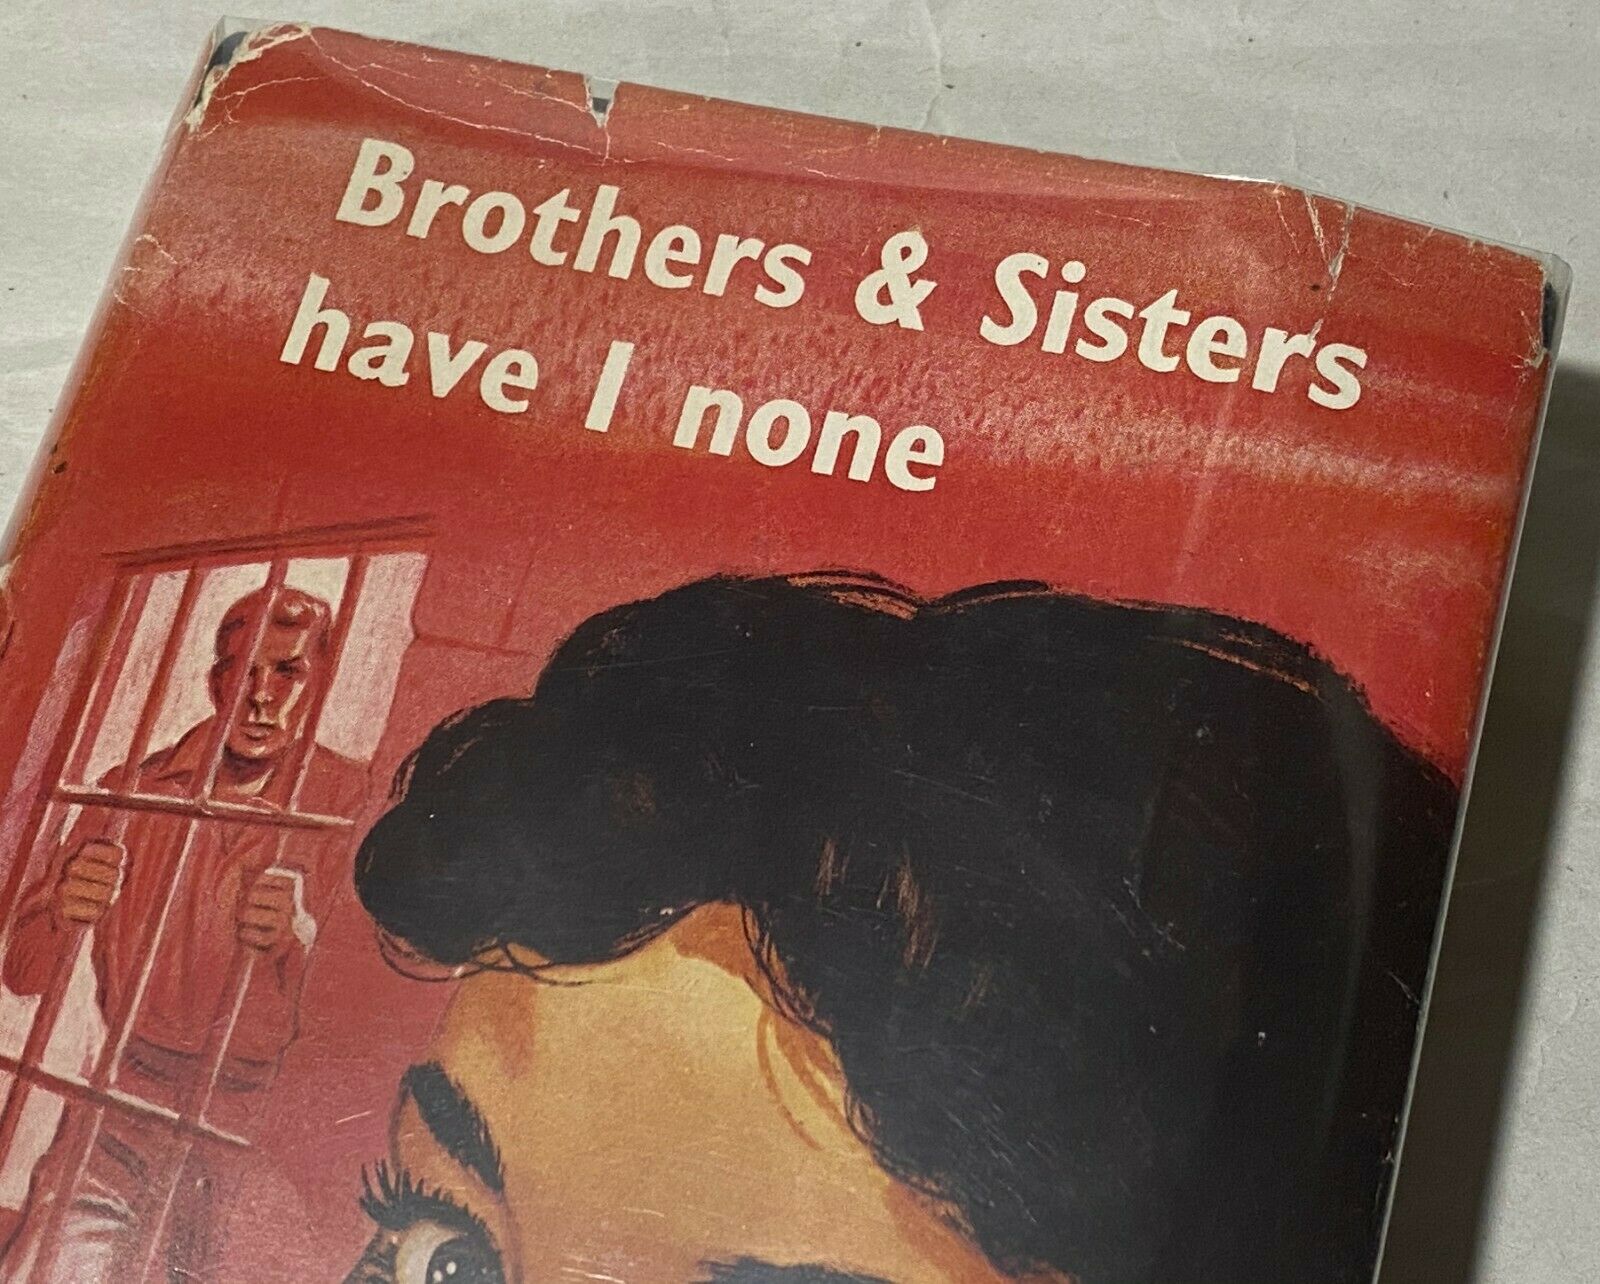 Brothers & Sisters
have I none